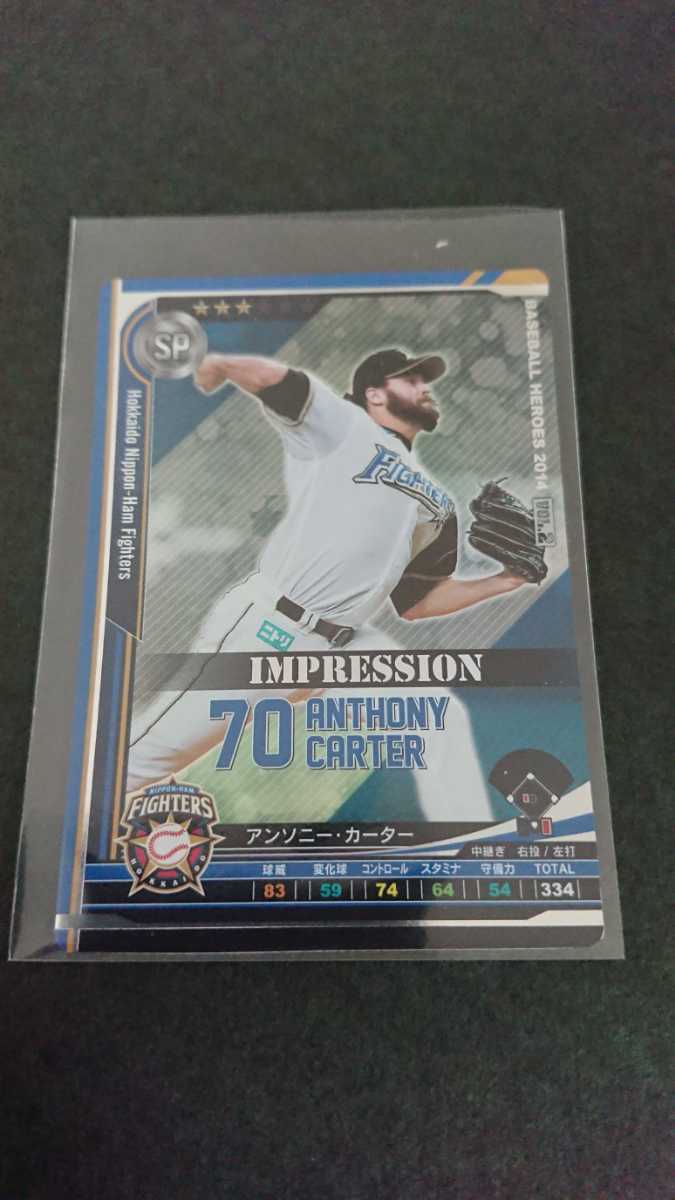 ★★★
SP
Hokkaido Nippon-Ham Fighters
BASEBALL HEROES 2014 VOL.2
FIGHTERS
ニトリ
IMPRESSION
70 ANTHONY
CARTER
NIPPON-HAM
FIGHTERS
HOKKAIDO
アンソニー・カーター
中継ぎ 右投 / 左打
球威 変化球 コントロール スタミナ 守備力 TOTAL
83 59 74 64 54 334